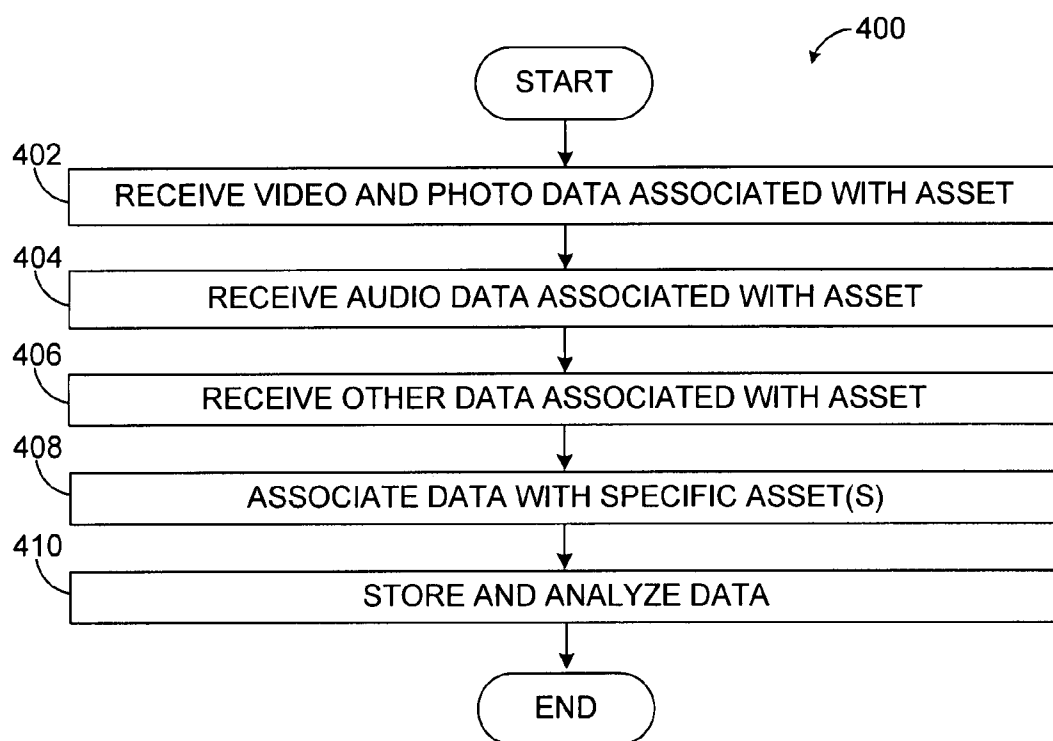 400
START
402
RECEIVE VIDEO AND PHOTO DATA ASSOCIATED WITH ASSET
404
RECEIVE AUDIO DATA ASSOCIATED WITH ASSET
406
RECEIVE OTHER DATA ASSOCIATED WITH ASSET
408
ASSOCIATE DATA WITH SPECIFIC ASSET(S)
410
STORE AND ANALYZE DATA
END